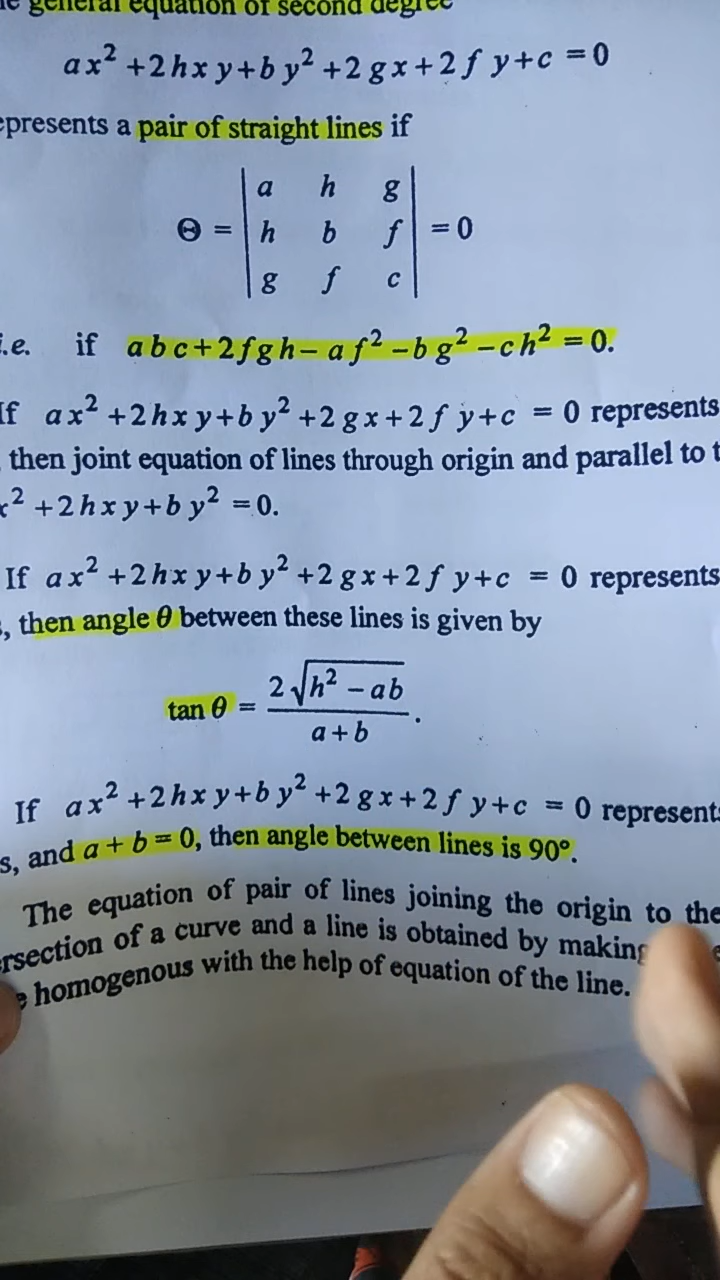 general equation of second degree
ax² + 2hxy + by² + 2gx + 2fy + c = 0
epresents a pair of straight lines if
Θ = | a h g |
| h b f | = 0
| g f c |
i.e. if abc + 2fgh – af² – bg² – ch² = 0.
If ax² + 2hxy + by² + 2gx + 2fy + c = 0 represents
then joint equation of lines through origin and parallel to t
x² + 2hxy + by² = 0.
If ax² + 2hxy + by² + 2gx + 2fy + c = 0 represents
s, then angle θ between these lines is given by
tan θ = 2√(h² – ab) / (a + b).
If ax² + 2hxy + by² + 2gx + 2fy + c = 0 represents
s, and a + b = 0, then angle between lines is 90°.
The equation of pair of lines joining the origin to the
ersection of a curve and a line is obtained by making
e homogenous with the help of equation of the line.